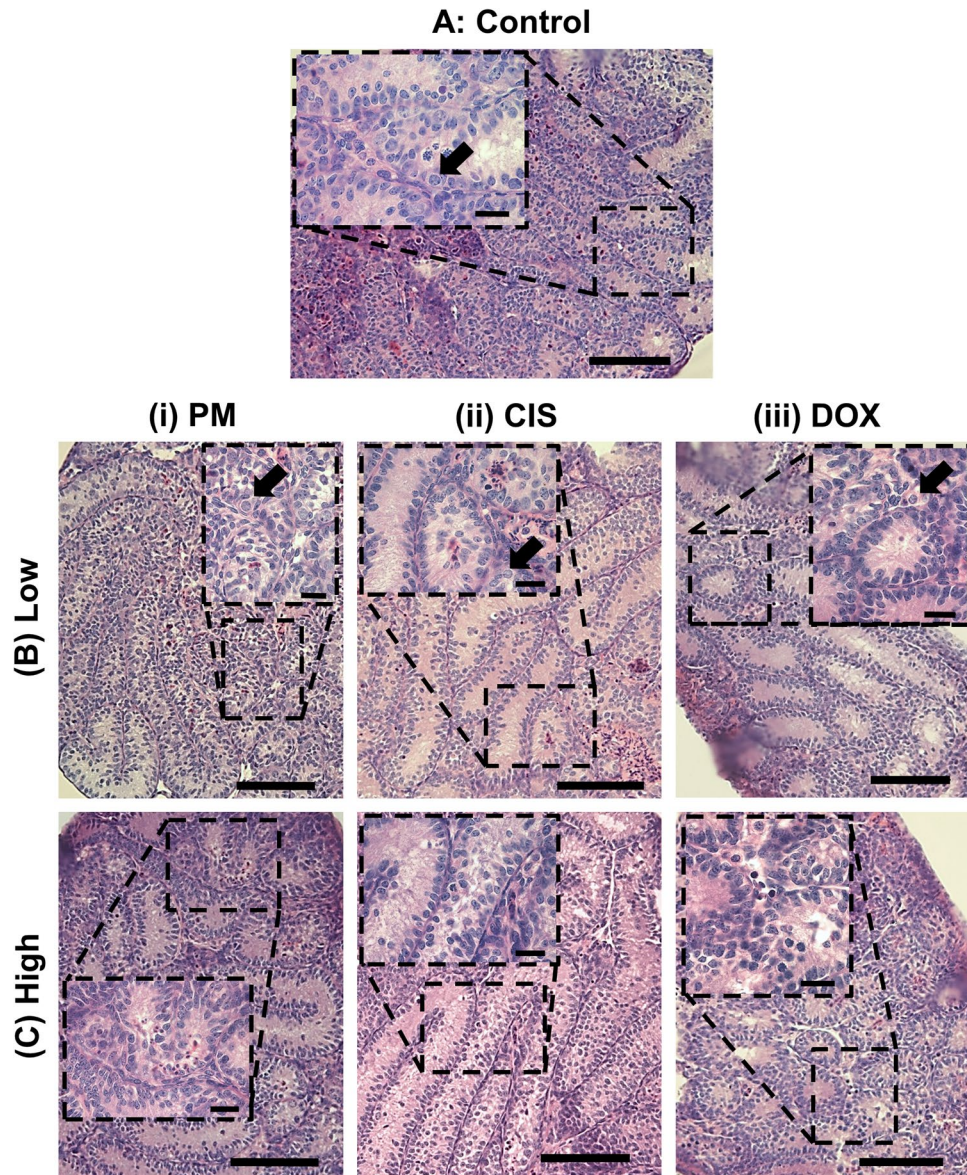 A: Control
(i) PM
(ii) CIS
(iii) DOX
(B) Low
(C) High